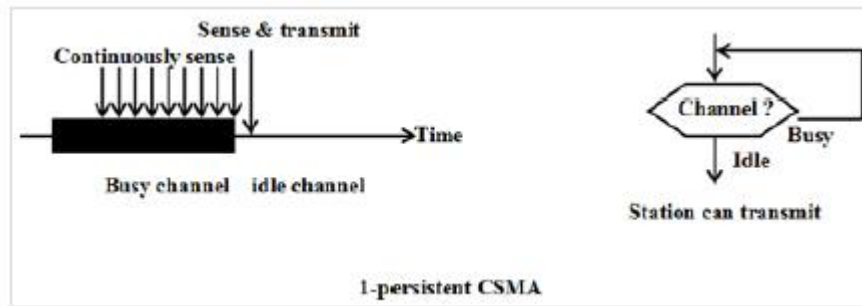 Sense & transmit
Continuously sense
Time
Busy channel idle channel
Channel ?
Busy
Idle
Station can transmit
1-persistent CSMA